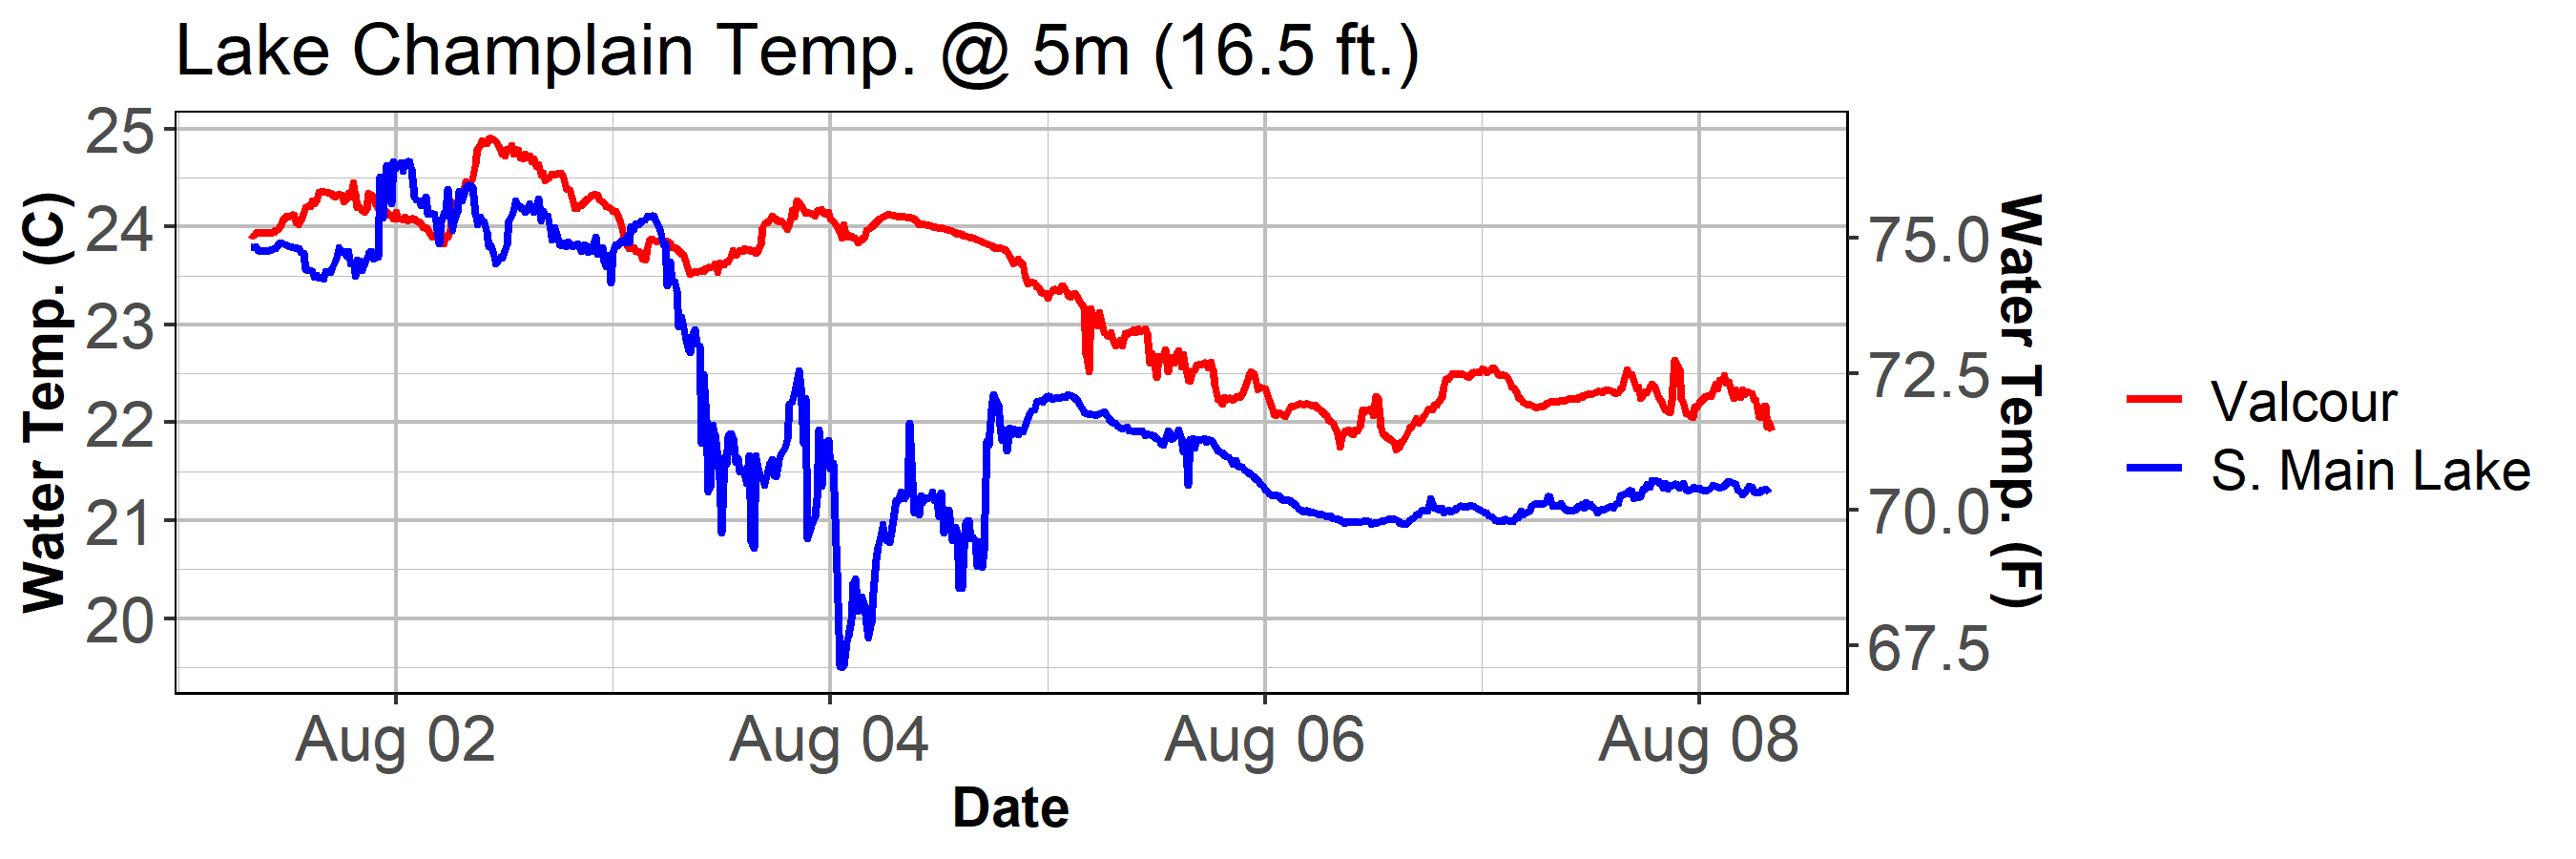 Lake Champlain Temp. @ 5m (16.5 ft.)
Water Temp. (C)
25
24
23
22
21
20
75.0
72.5
70.0
67.5
Water Temp. (F)
Valcour
S. Main Lake
Aug 02
Aug 04
Aug 06
Aug 08
Date